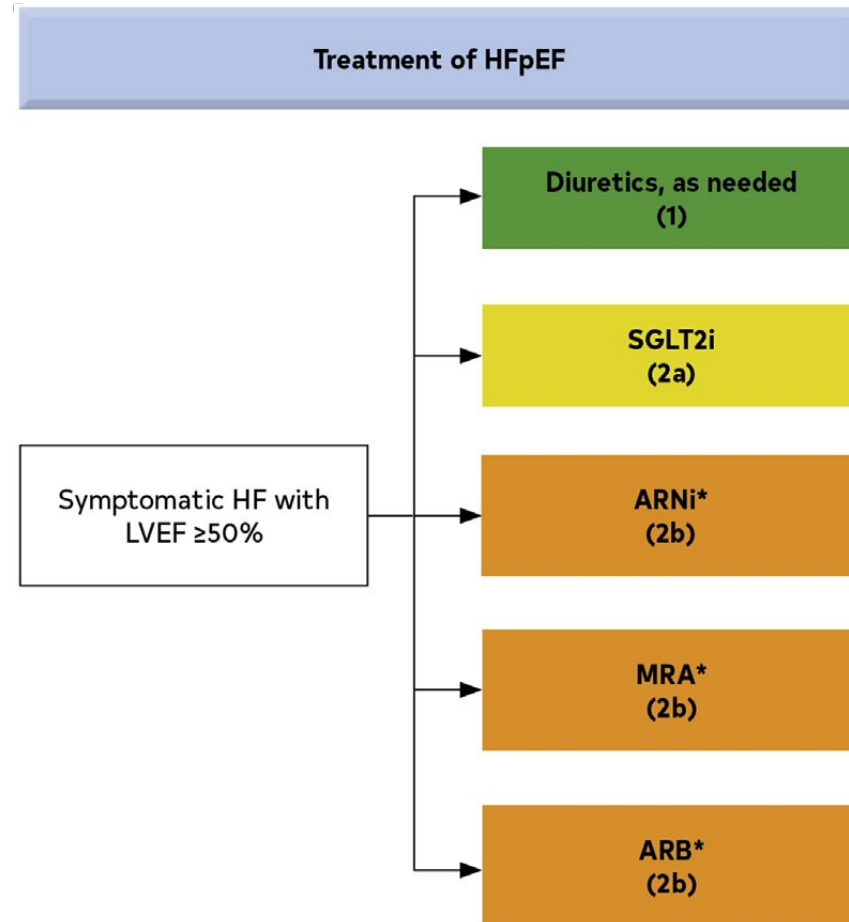 Treatment of HFpEF
Diuretics, as needed
(1)
SGLT2i
(2a)
Symptomatic HF with
LVEF ≥50%
ARNi*
(2b)
MRA*
(2b)
ARB*
(2b)